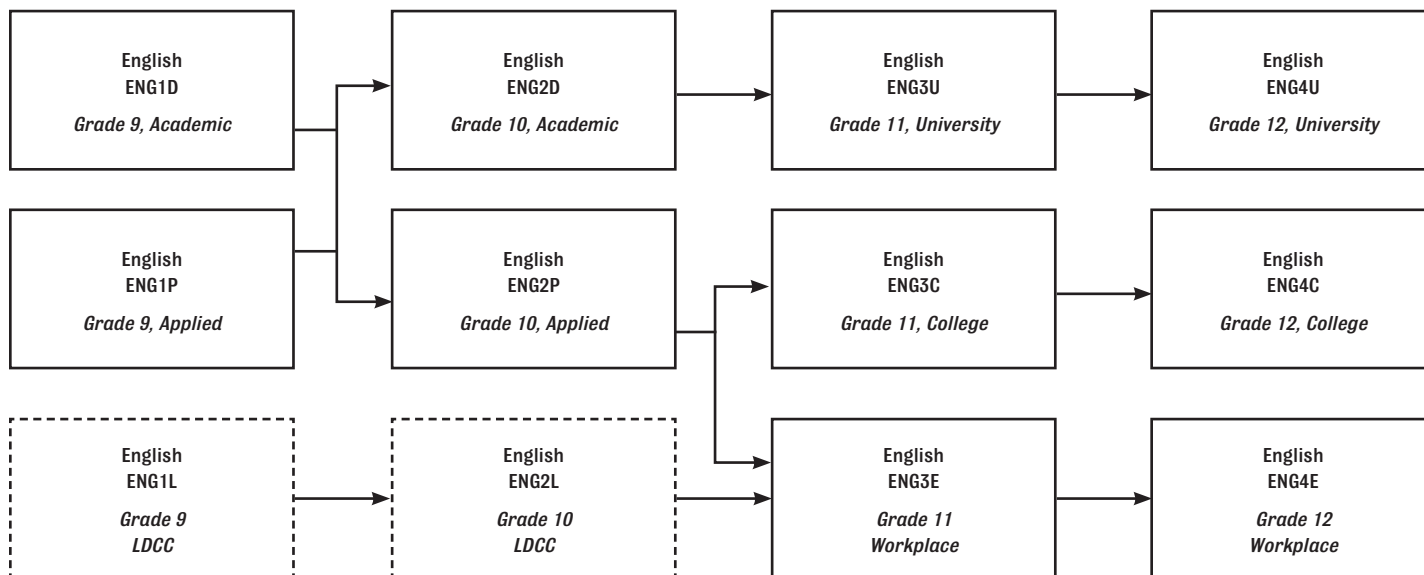 English
ENG1D
Grade 9, Academic
English
ENG2D
Grade 10, Academic
English
ENG3U
Grade 11, University
English
ENG4U
Grade 12, University
English
ENG1P
Grade 9, Applied
English
ENG2P
Grade 10, Applied
English
ENG3C
Grade 11, College
English
ENG4C
Grade 12, College
English
ENG1L
Grade 9
LDCC
English
ENG2L
Grade 10
LDCC
English
ENG3E
Grade 11
Workplace
English
ENG4E
Grade 12
Workplace